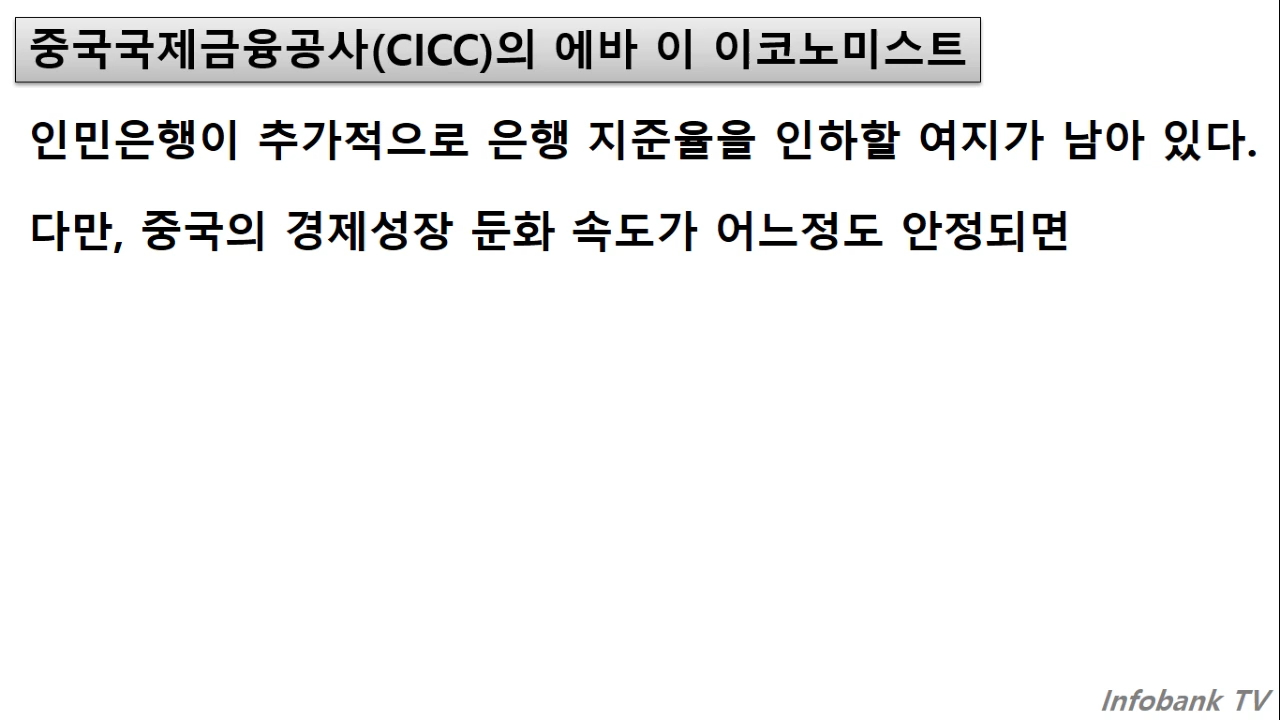 중국국제금융공사(CICC)의 에바 이 이코노미스트
인민은행이 추가적으로 은행 지준율을 인하할 여지가 남아 있다.
다만, 중국의 경제성장 둔화 속도가 어느정도 안정되면
Infobank TV